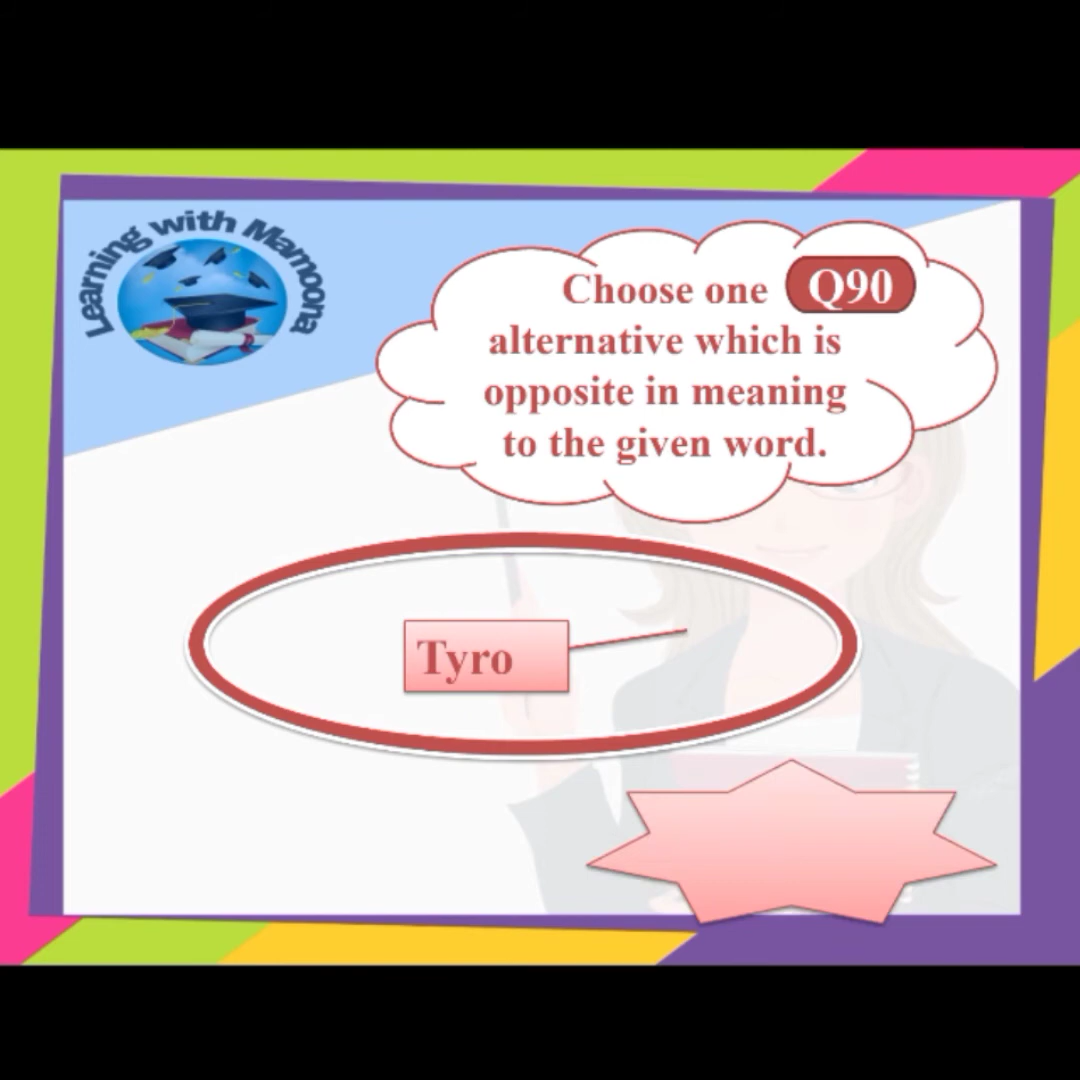 Learning with Mamoona
Choose one Q90
alternative which is
opposite in meaning
to the given word.
Tyro